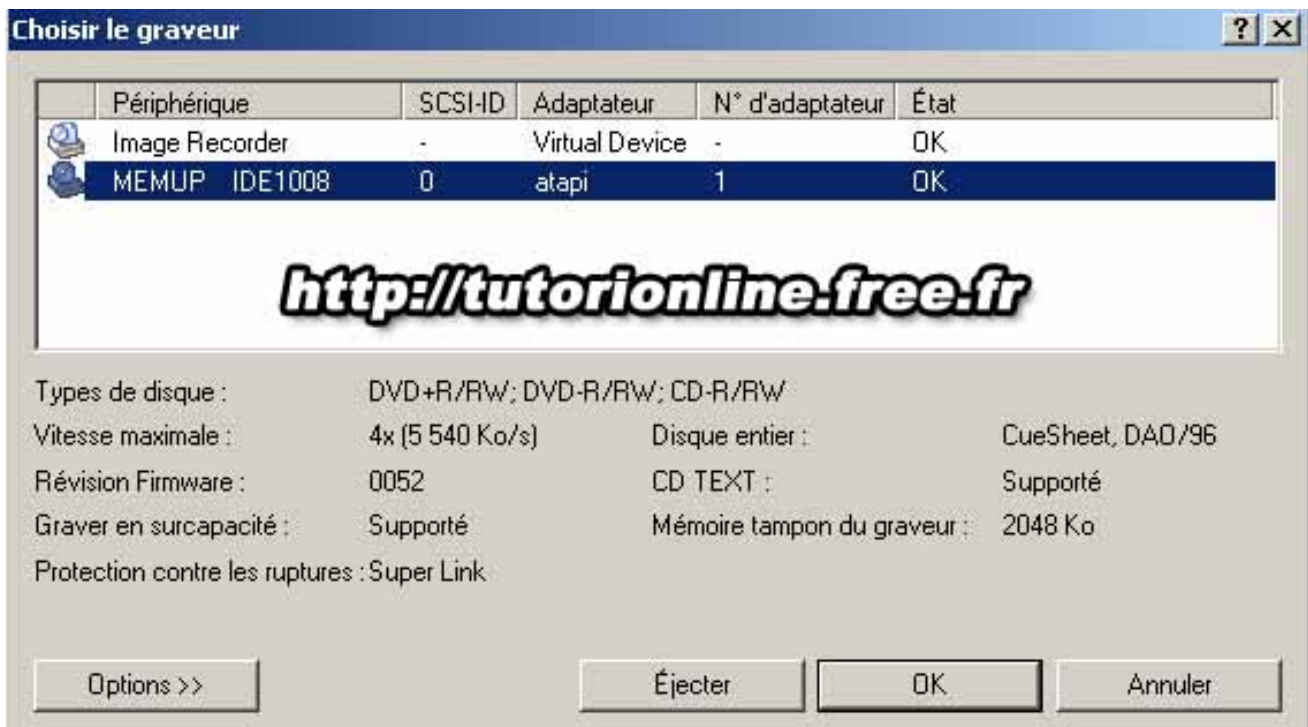 Choisir le graveur
Périphérique SCSI-ID Adaptateur N° d'adaptateur État
Image Recorder - Virtual Device - OK
MEMUP IDE1008 0 atapi 1 OK
http://tutorionline.free.fr
Types de disque : DVD+R/RW; DVD-R/RW; CD-R/RW
Vitesse maximale : 4x (5 540 Ko/s) Disque entier : CueSheet, DAO/96
Révision Firmware : 0052 CD TEXT : Supporté
Graver en surcapacité : Supporté Mémoire tampon du graveur : 2048 Ko
Protection contre les ruptures : Super Link
Options >> Éjecter OK Annuler